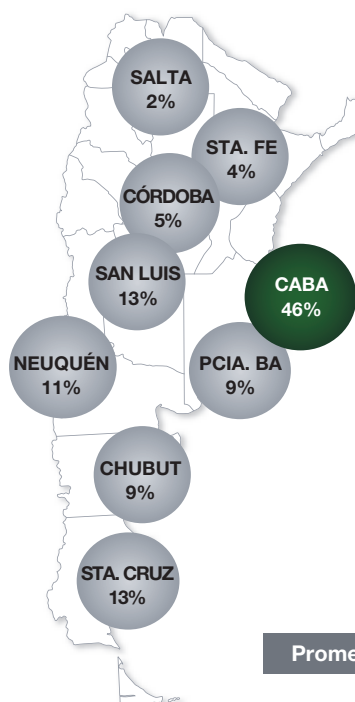 SALTA
2%
STA. FE
4%
CÓRDOBA
5%
SAN LUIS
13%
CABA
46%
NEUQUÉN
11%
PCIA. BA
9%
CHUBUT
9%
STA. CRUZ
13%
Prome